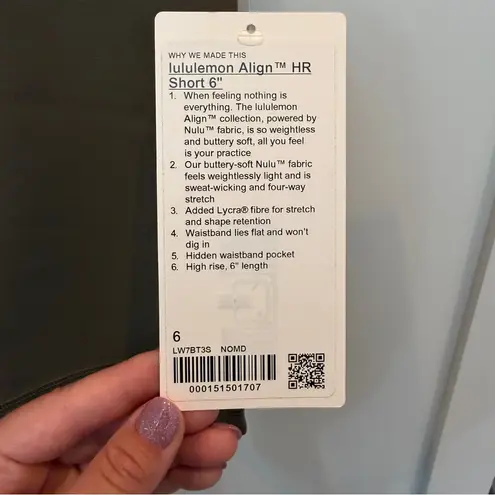 WHY WE MADE THIS
lululemon Align™ HR
Short 6"
1. When feeling nothing is
everything. The lululemon
Align™ collection, powered by
Nulu™ fabric, is so weightless
and buttery soft, all you feel
is your practice
2. Our buttery-soft Nulu™ fabric
feels weightlessly light and is
sweat-wicking and four-way
stretch
3. Added Lycra® fibre for stretch
and shape retention
4. Waistband lies flat and won't
dig in
5. Hidden waistband pocket
6. High rise, 6" length
6
LW7BT3S NOMD
000151501707